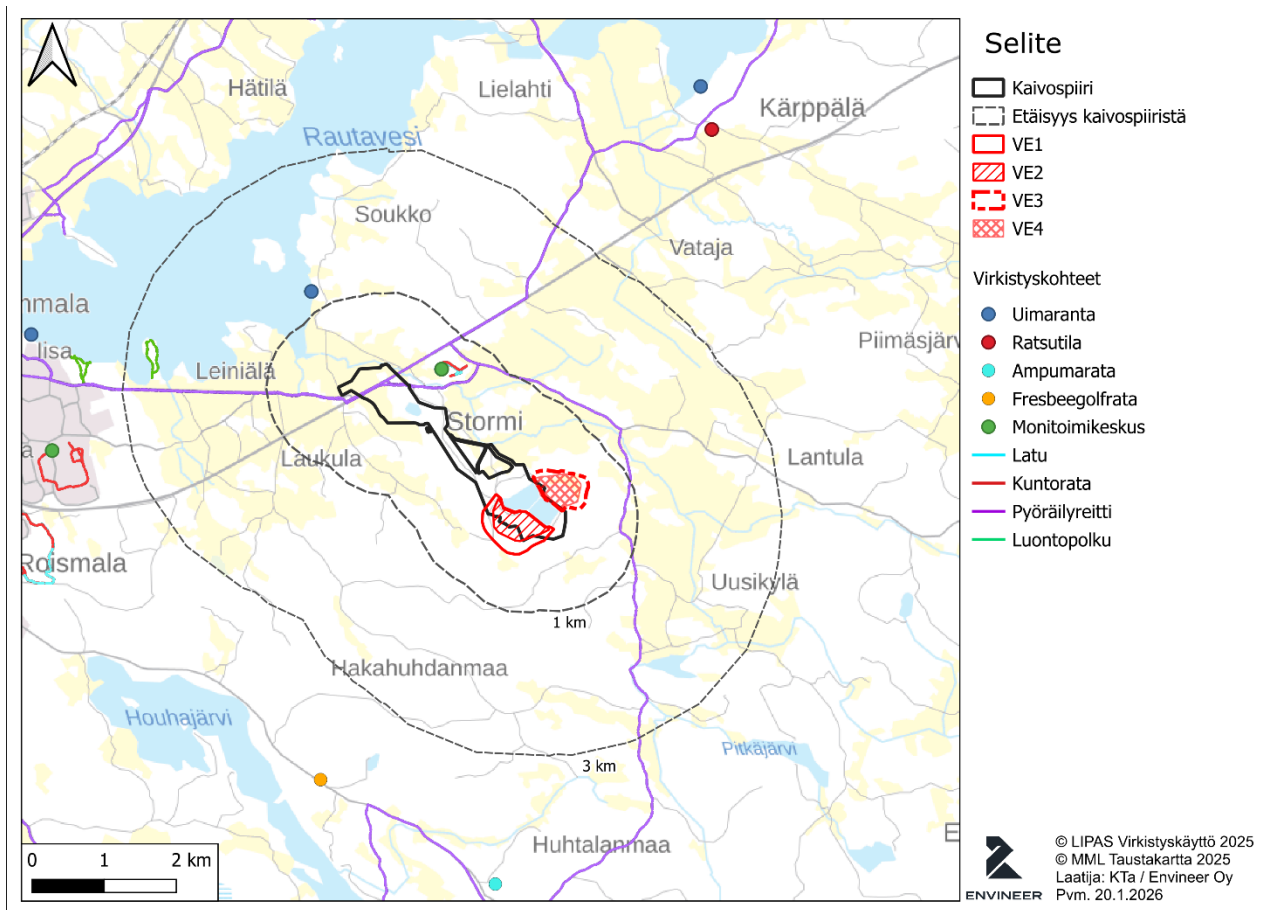 Hätilä
Lielahti
Kärppälä
Rautavesi
Soukko
Vataja
mmala
Piimäsjärv
lisa
Leiniälä
Stormi
Laukula
Lantula
a
Roismala
Uusikylä
1 km
Hakahuhdanmaa
Houhajärvi
Pitkäjärvi
3 km
Huhtalanmaa
E
0 1 2 km
Selite
Kaivospiiri
Etäisyys kaivospiiristä
VE1
VE2
VE3
VE4
Virkistyskohteet
Uimaranta
Ratsutila
Ampumarata
Fresbeegolfrata
Monitoimikeskus
Latu
Kuntorata
Pyöräilyreitti
Luontopolku
ENVINEER
© LIPAS Virkistyskäyttö 2025
© MML Taustakartta 2025
Laatija: KTa / Envineer Oy
Pvm. 20.1.2026